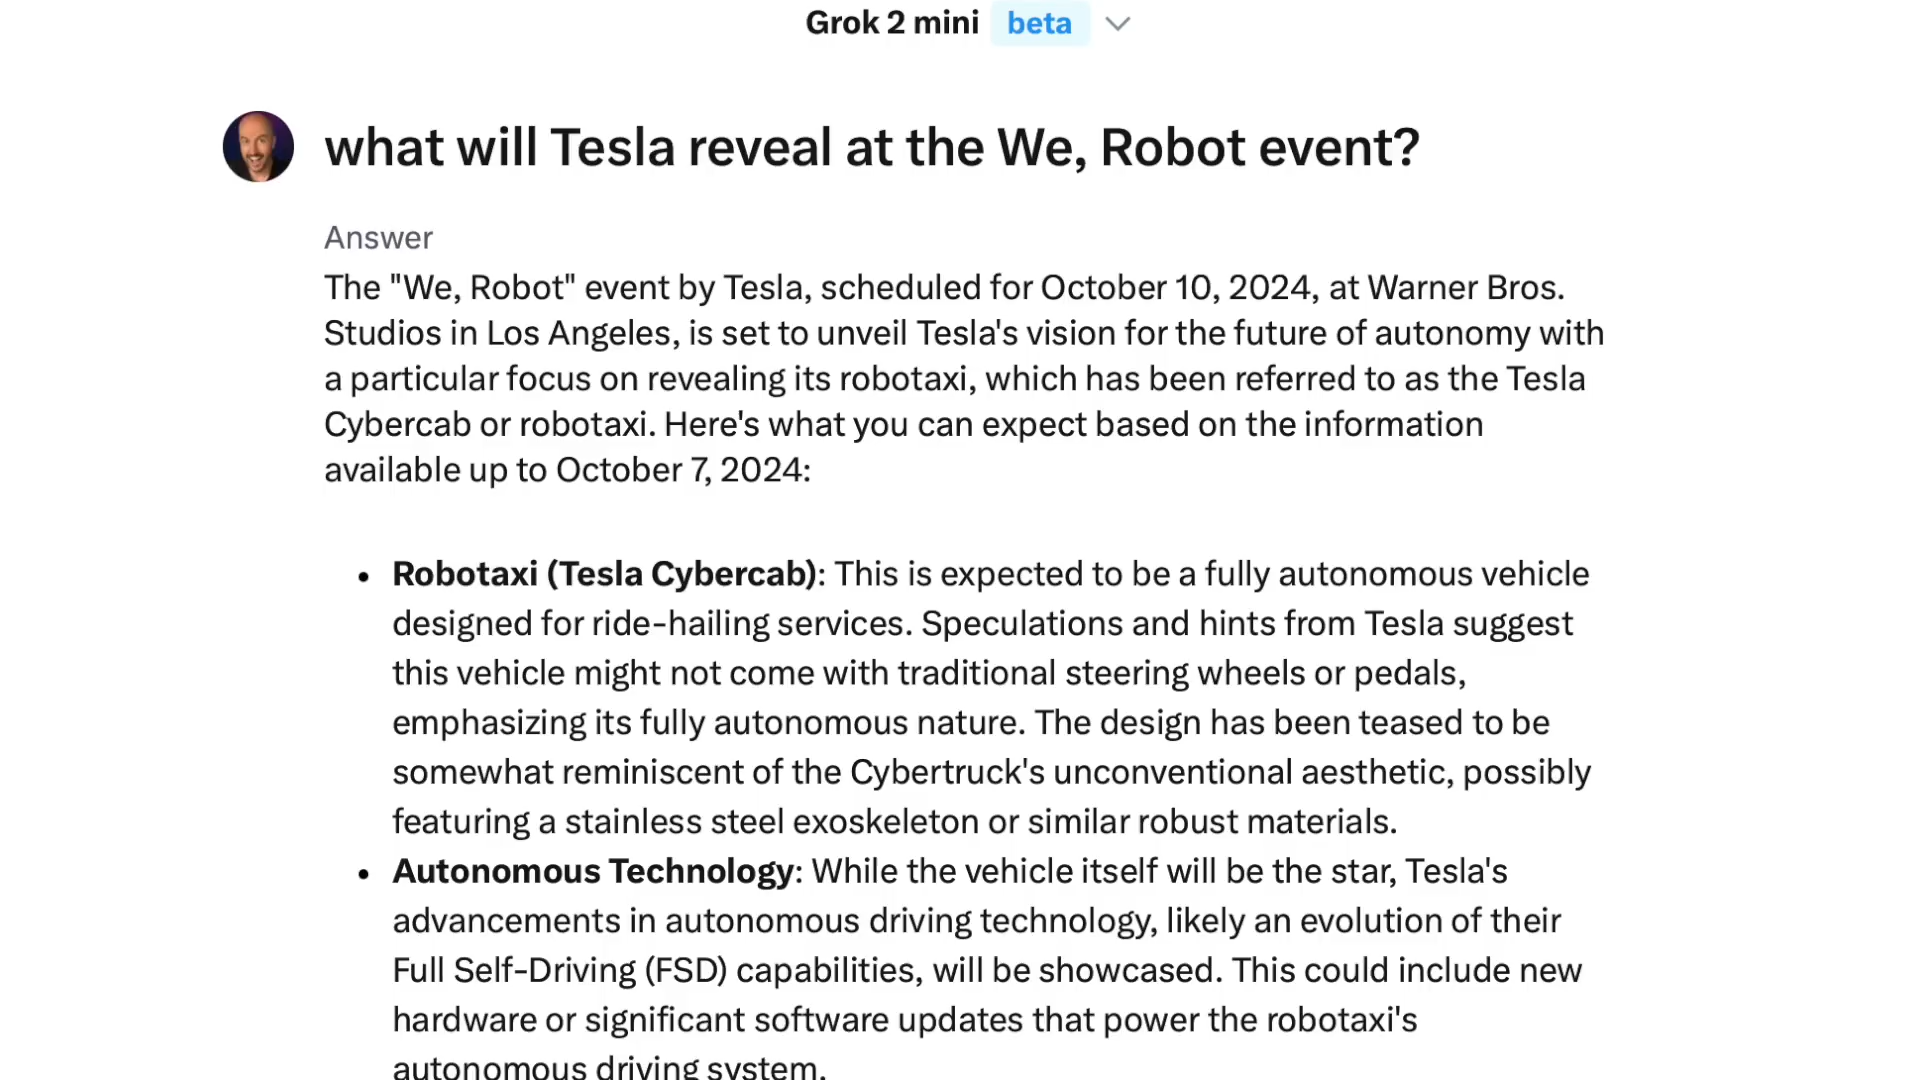 Grok 2 mini beta
what will Tesla reveal at the We, Robot event?
Answer
The "We, Robot" event by Tesla, scheduled for October 10, 2024, at Warner Bros.
Studios in Los Angeles, is set to unveil Tesla's vision for the future of autonomy with
a particular focus on revealing its robotaxi, which has been referred to as the Tesla
Cybercab or robotaxi. Here's what you can expect based on the information
available up to October 7, 2024:
• Robotaxi (Tesla Cybercab): This is expected to be a fully autonomous vehicle
designed for ride-hailing services. Speculations and hints from Tesla suggest
this vehicle might not come with traditional steering wheels or pedals,
emphasizing its fully autonomous nature. The design has been teased to be
somewhat reminiscent of the Cybertruck's unconventional aesthetic, possibly
featuring a stainless steel exoskeleton or similar robust materials.
• Autonomous Technology: While the vehicle itself will be the star, Tesla's
advancements in autonomous driving technology, likely an evolution of their
Full Self-Driving (FSD) capabilities, will be showcased. This could include new
hardware or significant software updates that power the robotaxi's
autonomous driving system.